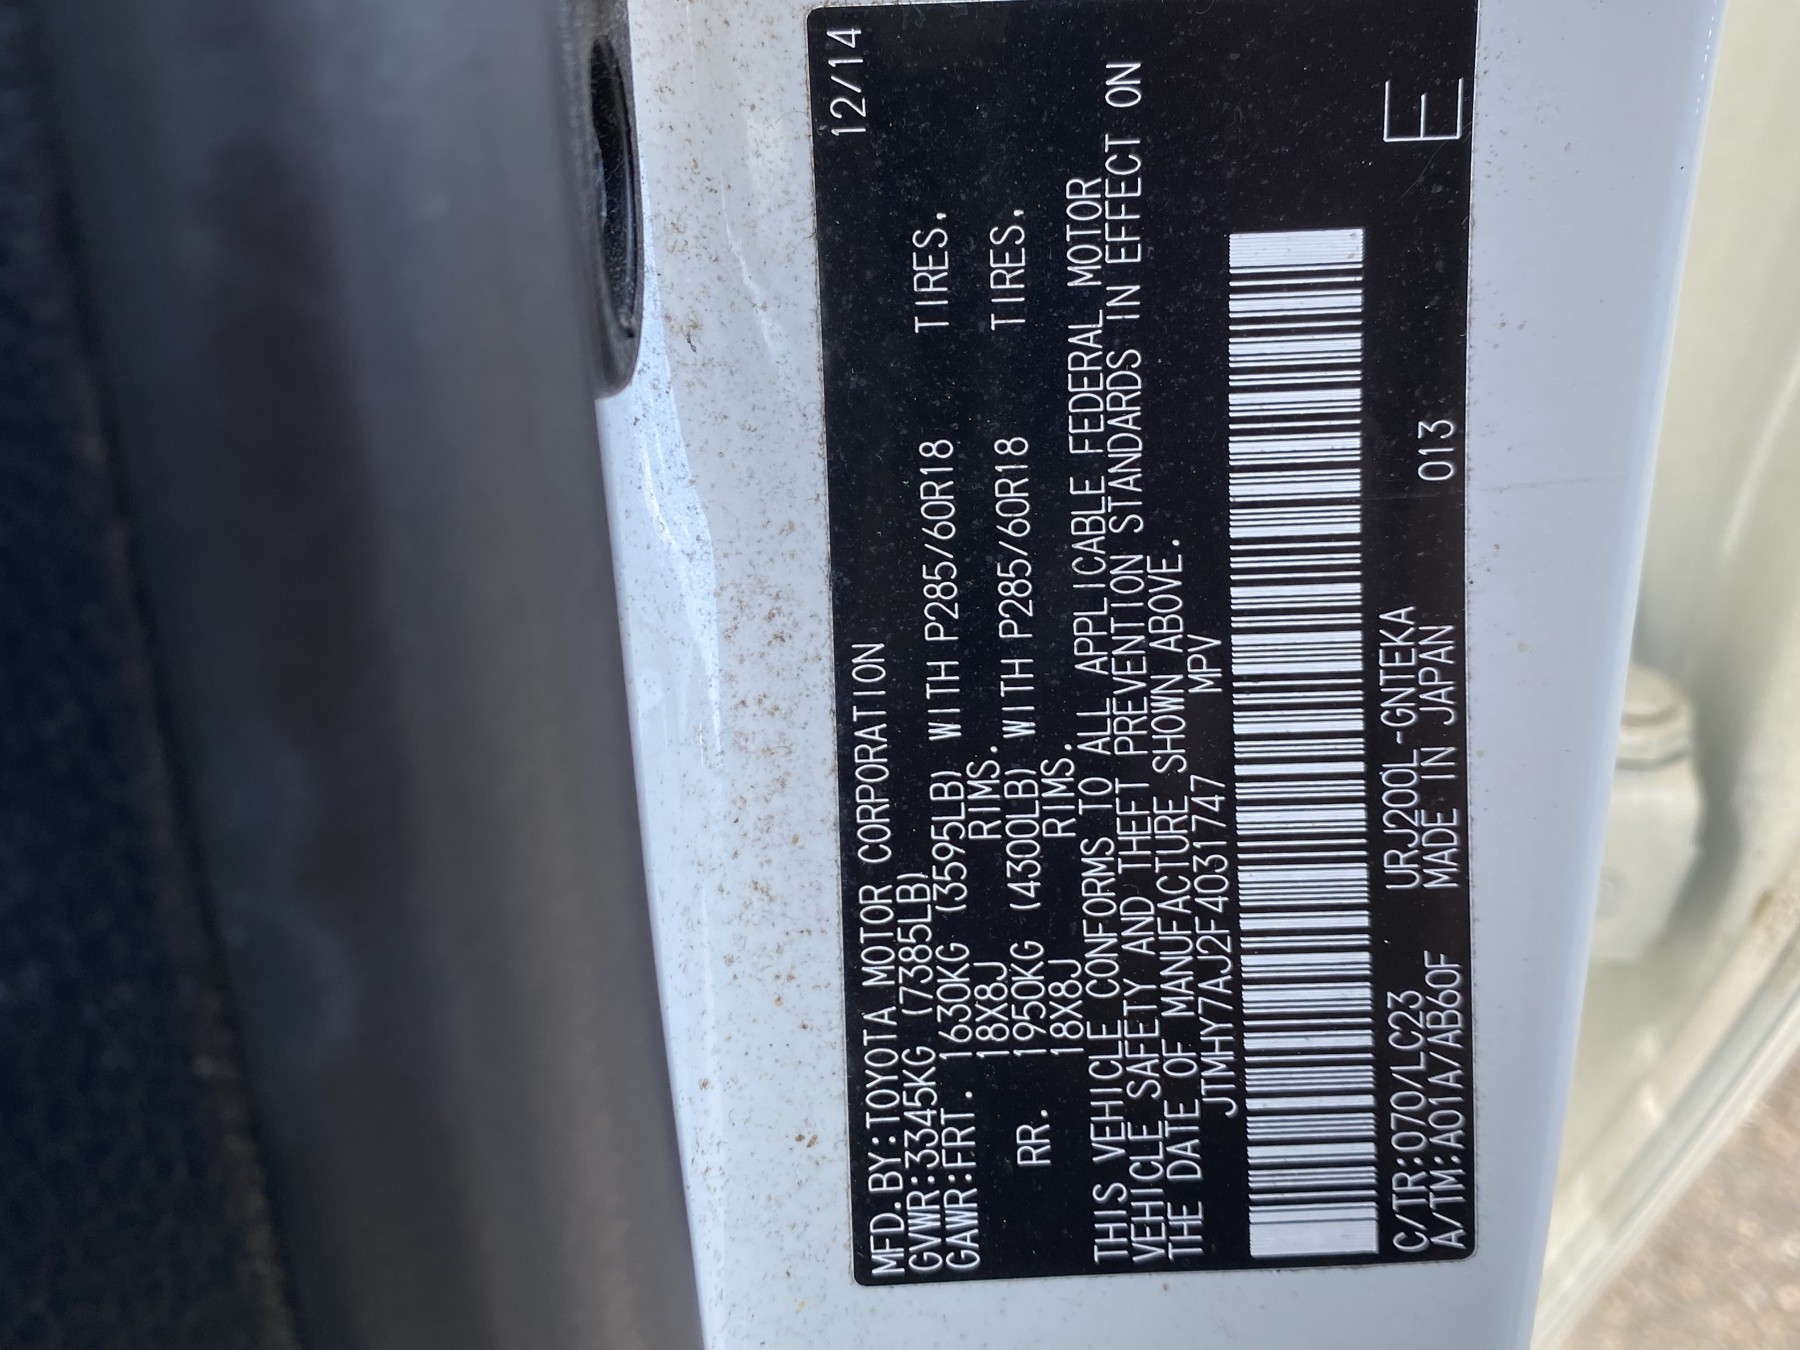 MFD.BY:TOYOTA MOTOR CORPORATION 12/14
GVWR:3345KG (7385LB)
GAWR:FRT. 1630KG (3595LB) WITH P285/60R18 TIRES.
18X8J RIMS.
RR. 1950KG (4300LB) WITH P285/60R18 TIRES.
18X8J RIMS.
THIS VEHICLE CONFORMS TO ALL APPLICABLE FEDERAL MOTOR
VEHICLE SAFETY AND THEFT PREVENTION STANDARDS IN EFFECT ON
THE DATE OF MANUFACTURE SHOWN ABOVE.
JTMHY7AJ2F4031747 MPV
C/TR:070/LC23 URJ200L-GNTEKA
A/TM:A01A/AB60F MADE IN JAPAN 013 E